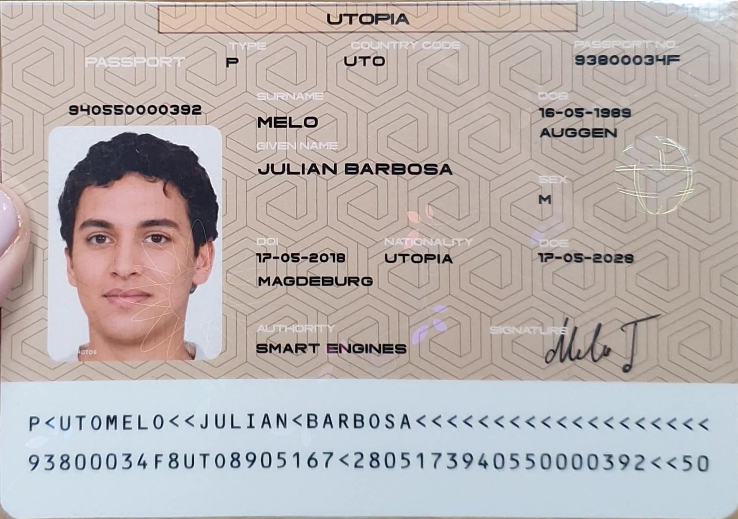 UTOPIA
TYPE COUNTRY CODE PASSPORT NO.
PASSPORT P UTO 93800034F
SURNAME DOB
940550000392 MELO 16-05-1989
AUGGEN
GIVEN NAME
JULIAN BARBOSA
SEX
M
DOI NATIONALITY DOE
17-05-2018 UTOPIA 17-05-2028
MAGDEBURG
AUTHORITY SIGNATURE
SMART ENGINES
P<UTOMELO<<JULIAN<BARBOSA<<<<<<<<<<<<<<<<<<<
93800034F8UTO8905167<2805173940550000392<<50